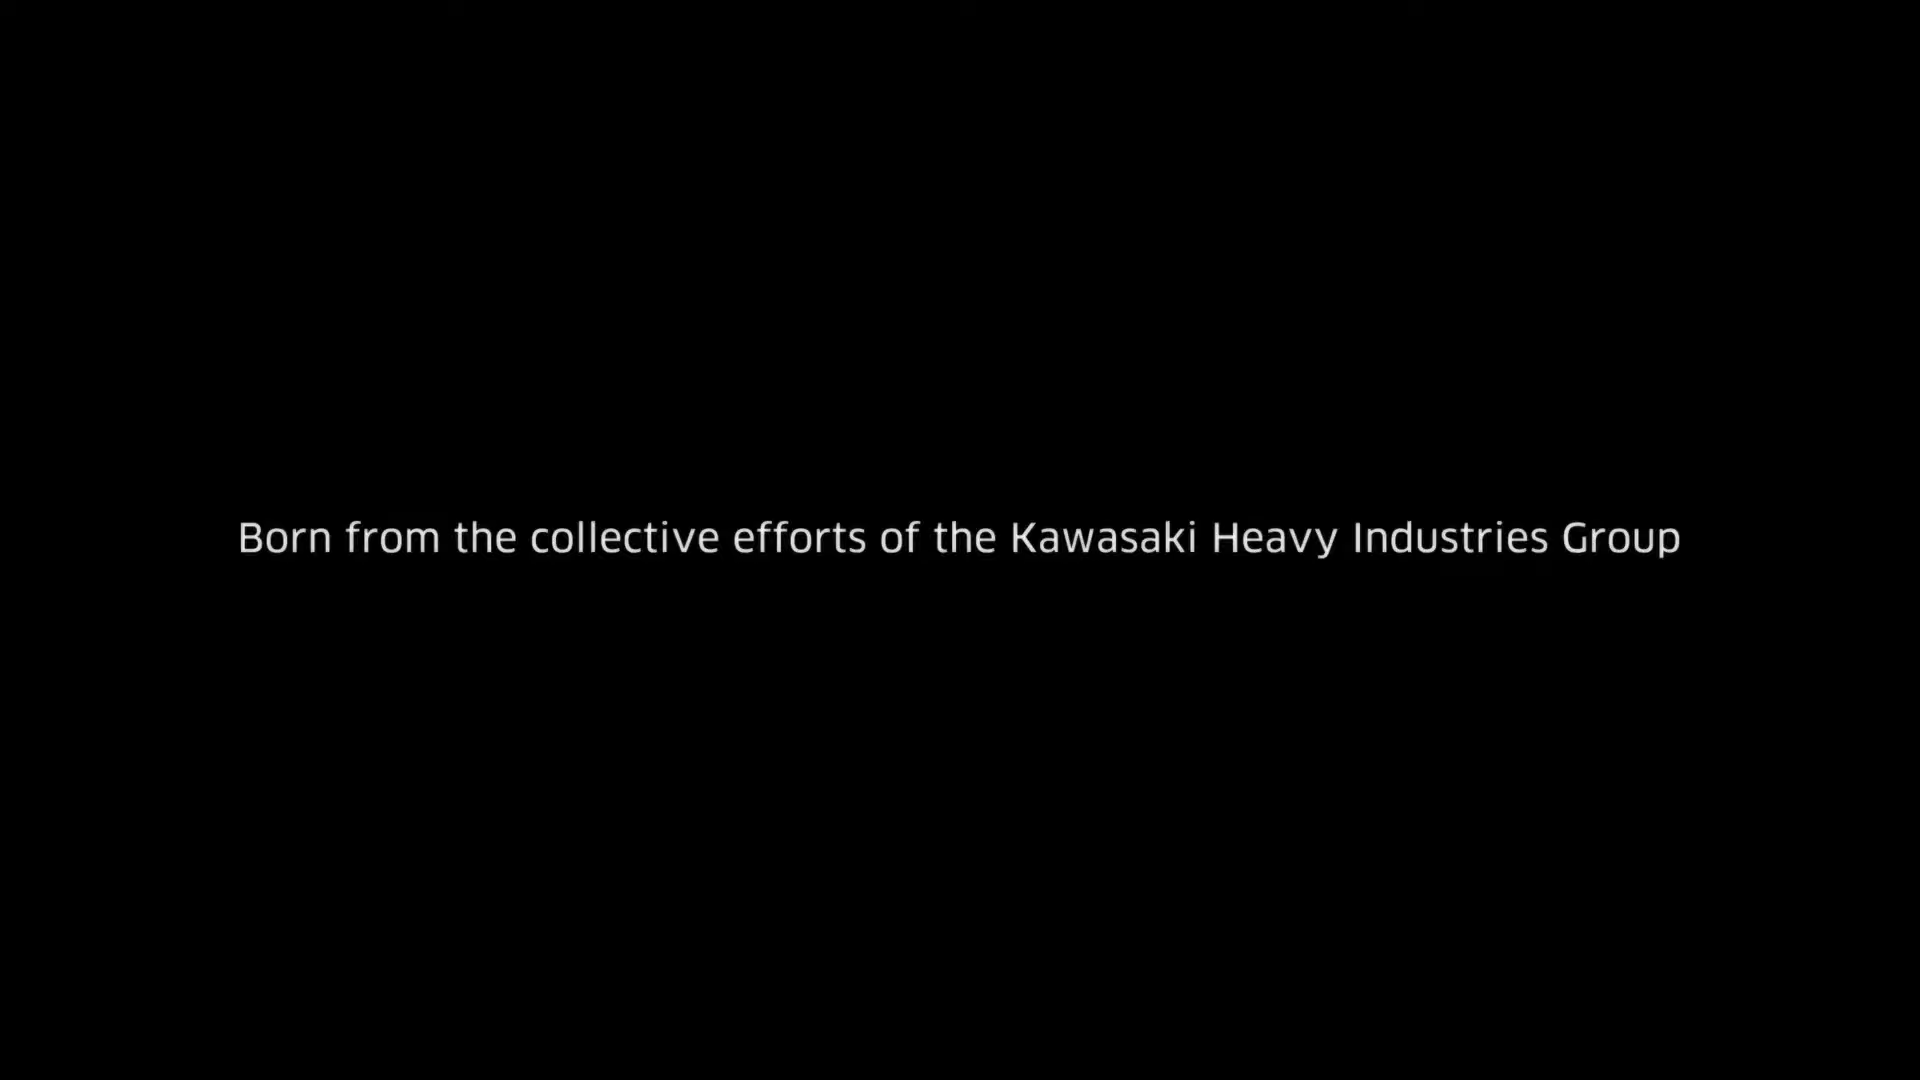 Born from the collective efforts of the Kawasaki Heavy Industries Group